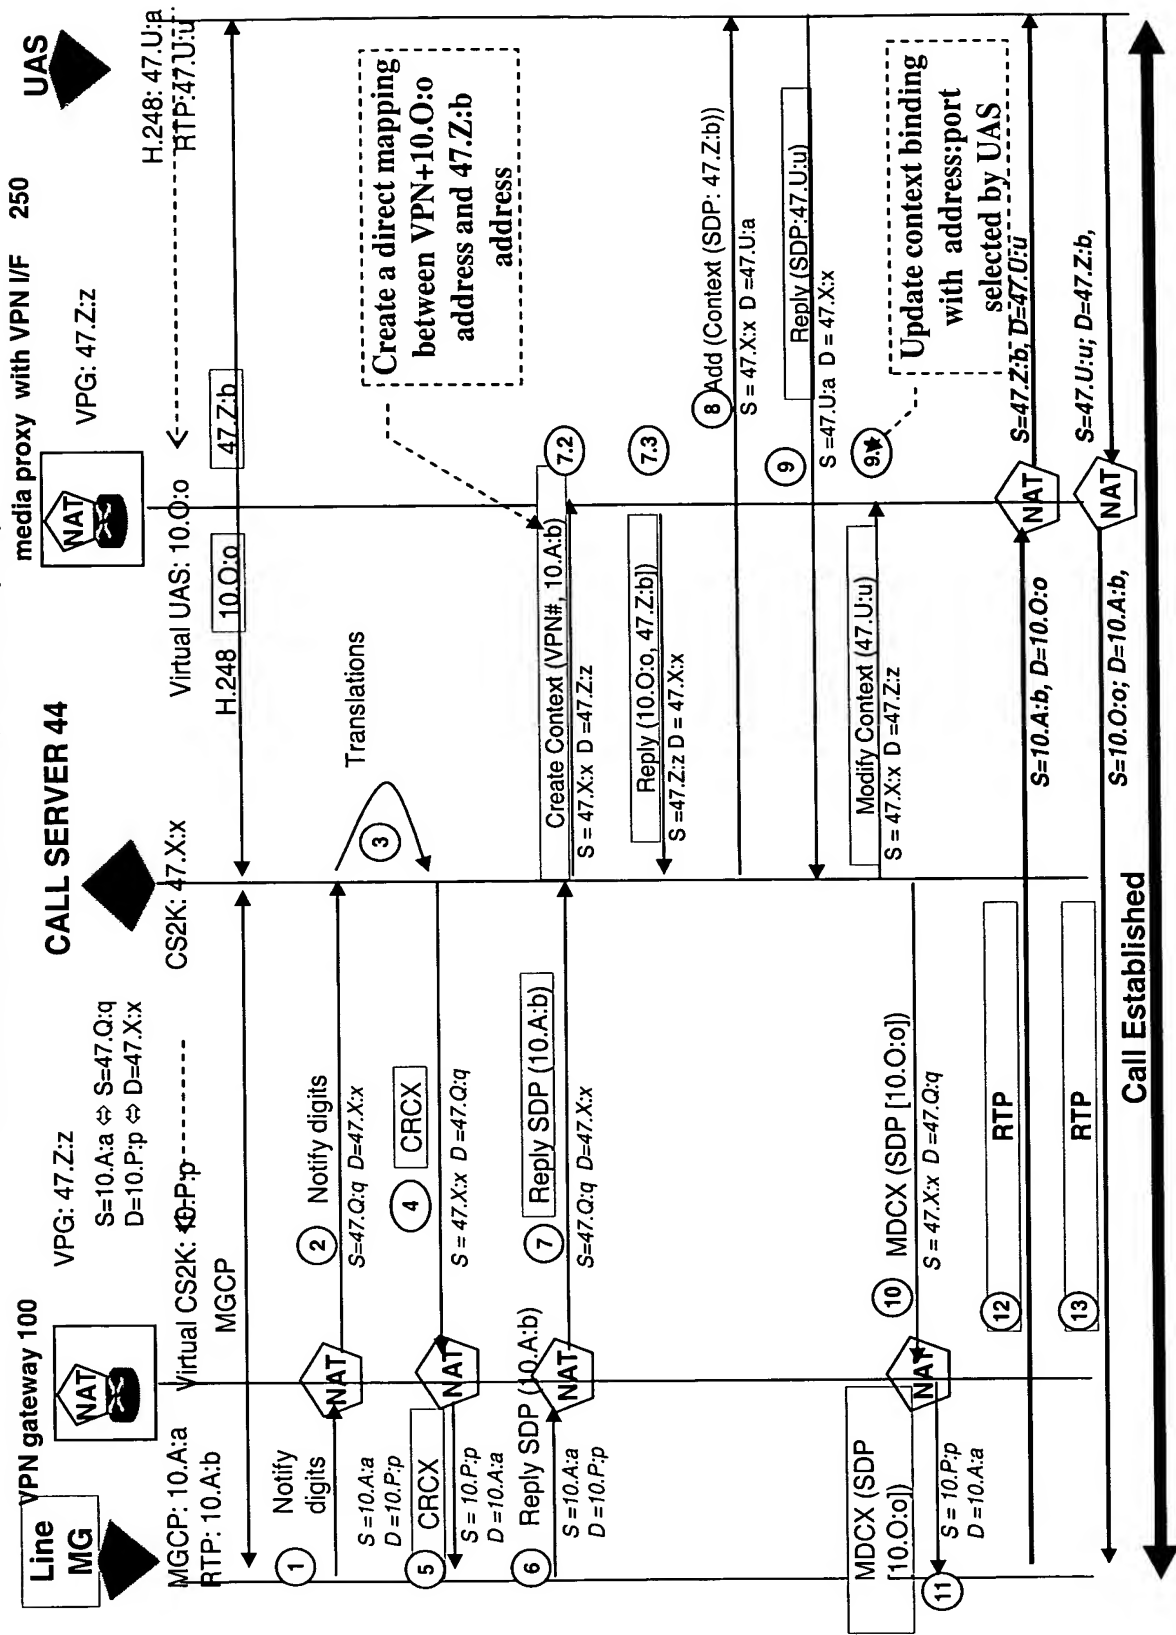 Line
MG
VPN gateway 100
NAT
VPG: 47.Z:z
S=10.A:a ⇔ S=47.Q:q
D=10.P:p ⇔ D=47.X:x
CALL SERVER 44
media proxy with VPN I/F 250
NAT
VPG: 47.Z:z
UAS
MGCP: 10.A:a
RTP: 10.A:b
Virtual CS2K: 10.P:p
CS2K: 47.X:x
Virtual UAS: 10.O:o
H.248: 47.U:a
RTP:47.U:u
MGCP
H.248
10.O:o
47.Z:b
1
Notify
digits
S=10.A:a
D=10.P:p
NAT
2
Notify digits
S=47.Q:q D=47.X:x
3
Translations
4
CRCX
S = 47.X:x D =47.Q:q
NAT
5
CRCX
S = 10.P:p
D =10.A:a
6
Reply SDP (10.A:b)
S =10.A:a
D =10.P:p
NAT
7
Reply SDP (10.A:b)
S=47.Q:q D=47.X:x
Create a direct mapping
between VPN+10.O:o
address and 47.Z:b
address
Create Context (VPN#, 10.A:b)
7.2
S = 47.X:x D =47.Z:z
Reply (10.O:o, 47.Z:b])
7.3
S =47.Z:z D = 47.X:x
8
Add (Context (SDP: 47.Z:b))
S = 47.X:x D =47.U:a
9
Reply (SDP:47.U:u)
S =47.U:a D = 47.X:x
Modify Context (47.U:u)
S = 47.X:x D =47.Z:z
Update context binding
with address:port
selected by UAS
10
MDCX (SDP [10.O:o])
S = 47.X:x D =47.Q:q
NAT
MDCX (SDP
[10.O:o])
11
S = 10.P:p
D =10.A:a
12
RTP
S=10.A:b, D=10.O:o
NAT
S=47.Z:b, D=47.U:u
13
RTP
S=10.O:o; D=10.A:b,
NAT
S=47.U:u; D=47.Z:b,
Call Established